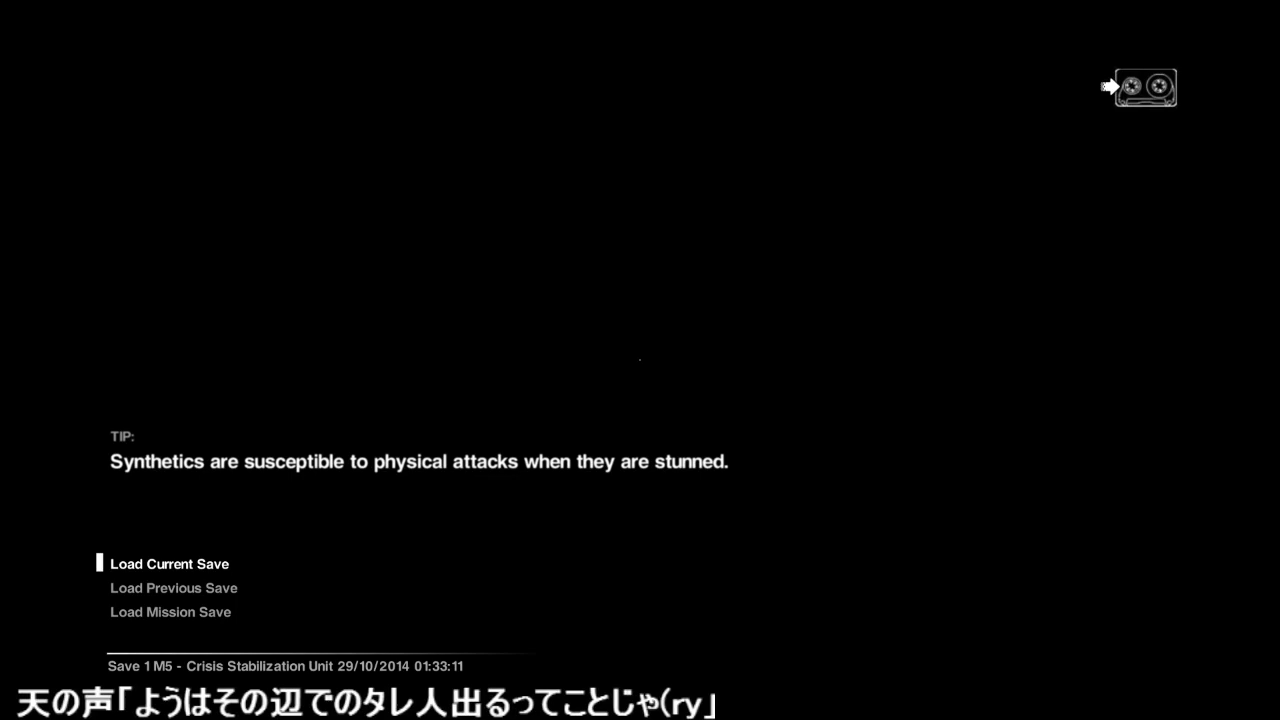 TIP:
Synthetics are susceptible to physical attacks when they are stunned.
Load Current Save
Load Previous Save
Load Mission Save
Save 1 M5 - Crisis Stabilization Unit 29/10/2014 01:33:11
天の声「ようはその辺でのタレ人出るってことじゃ(ry」